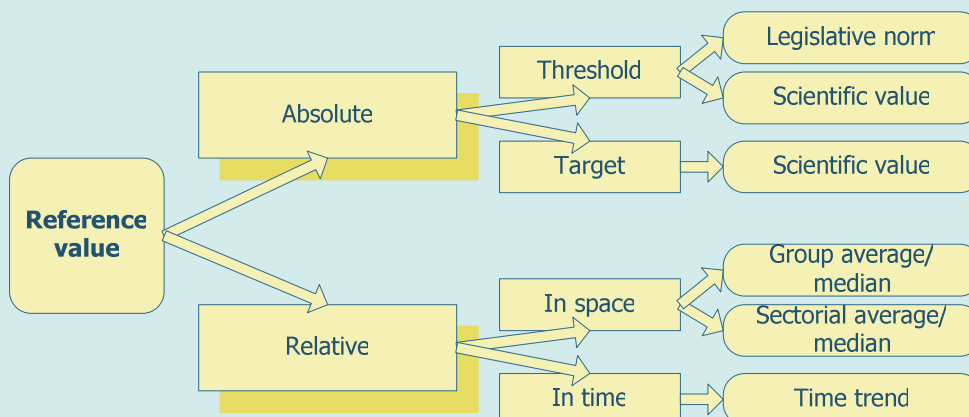 Legislative norm
Threshold
Absolute
Scientific value
Target
Scientific value
Reference
value
Group average/
median
In space
Sectorial average/
median
Relative
In time
Time trend